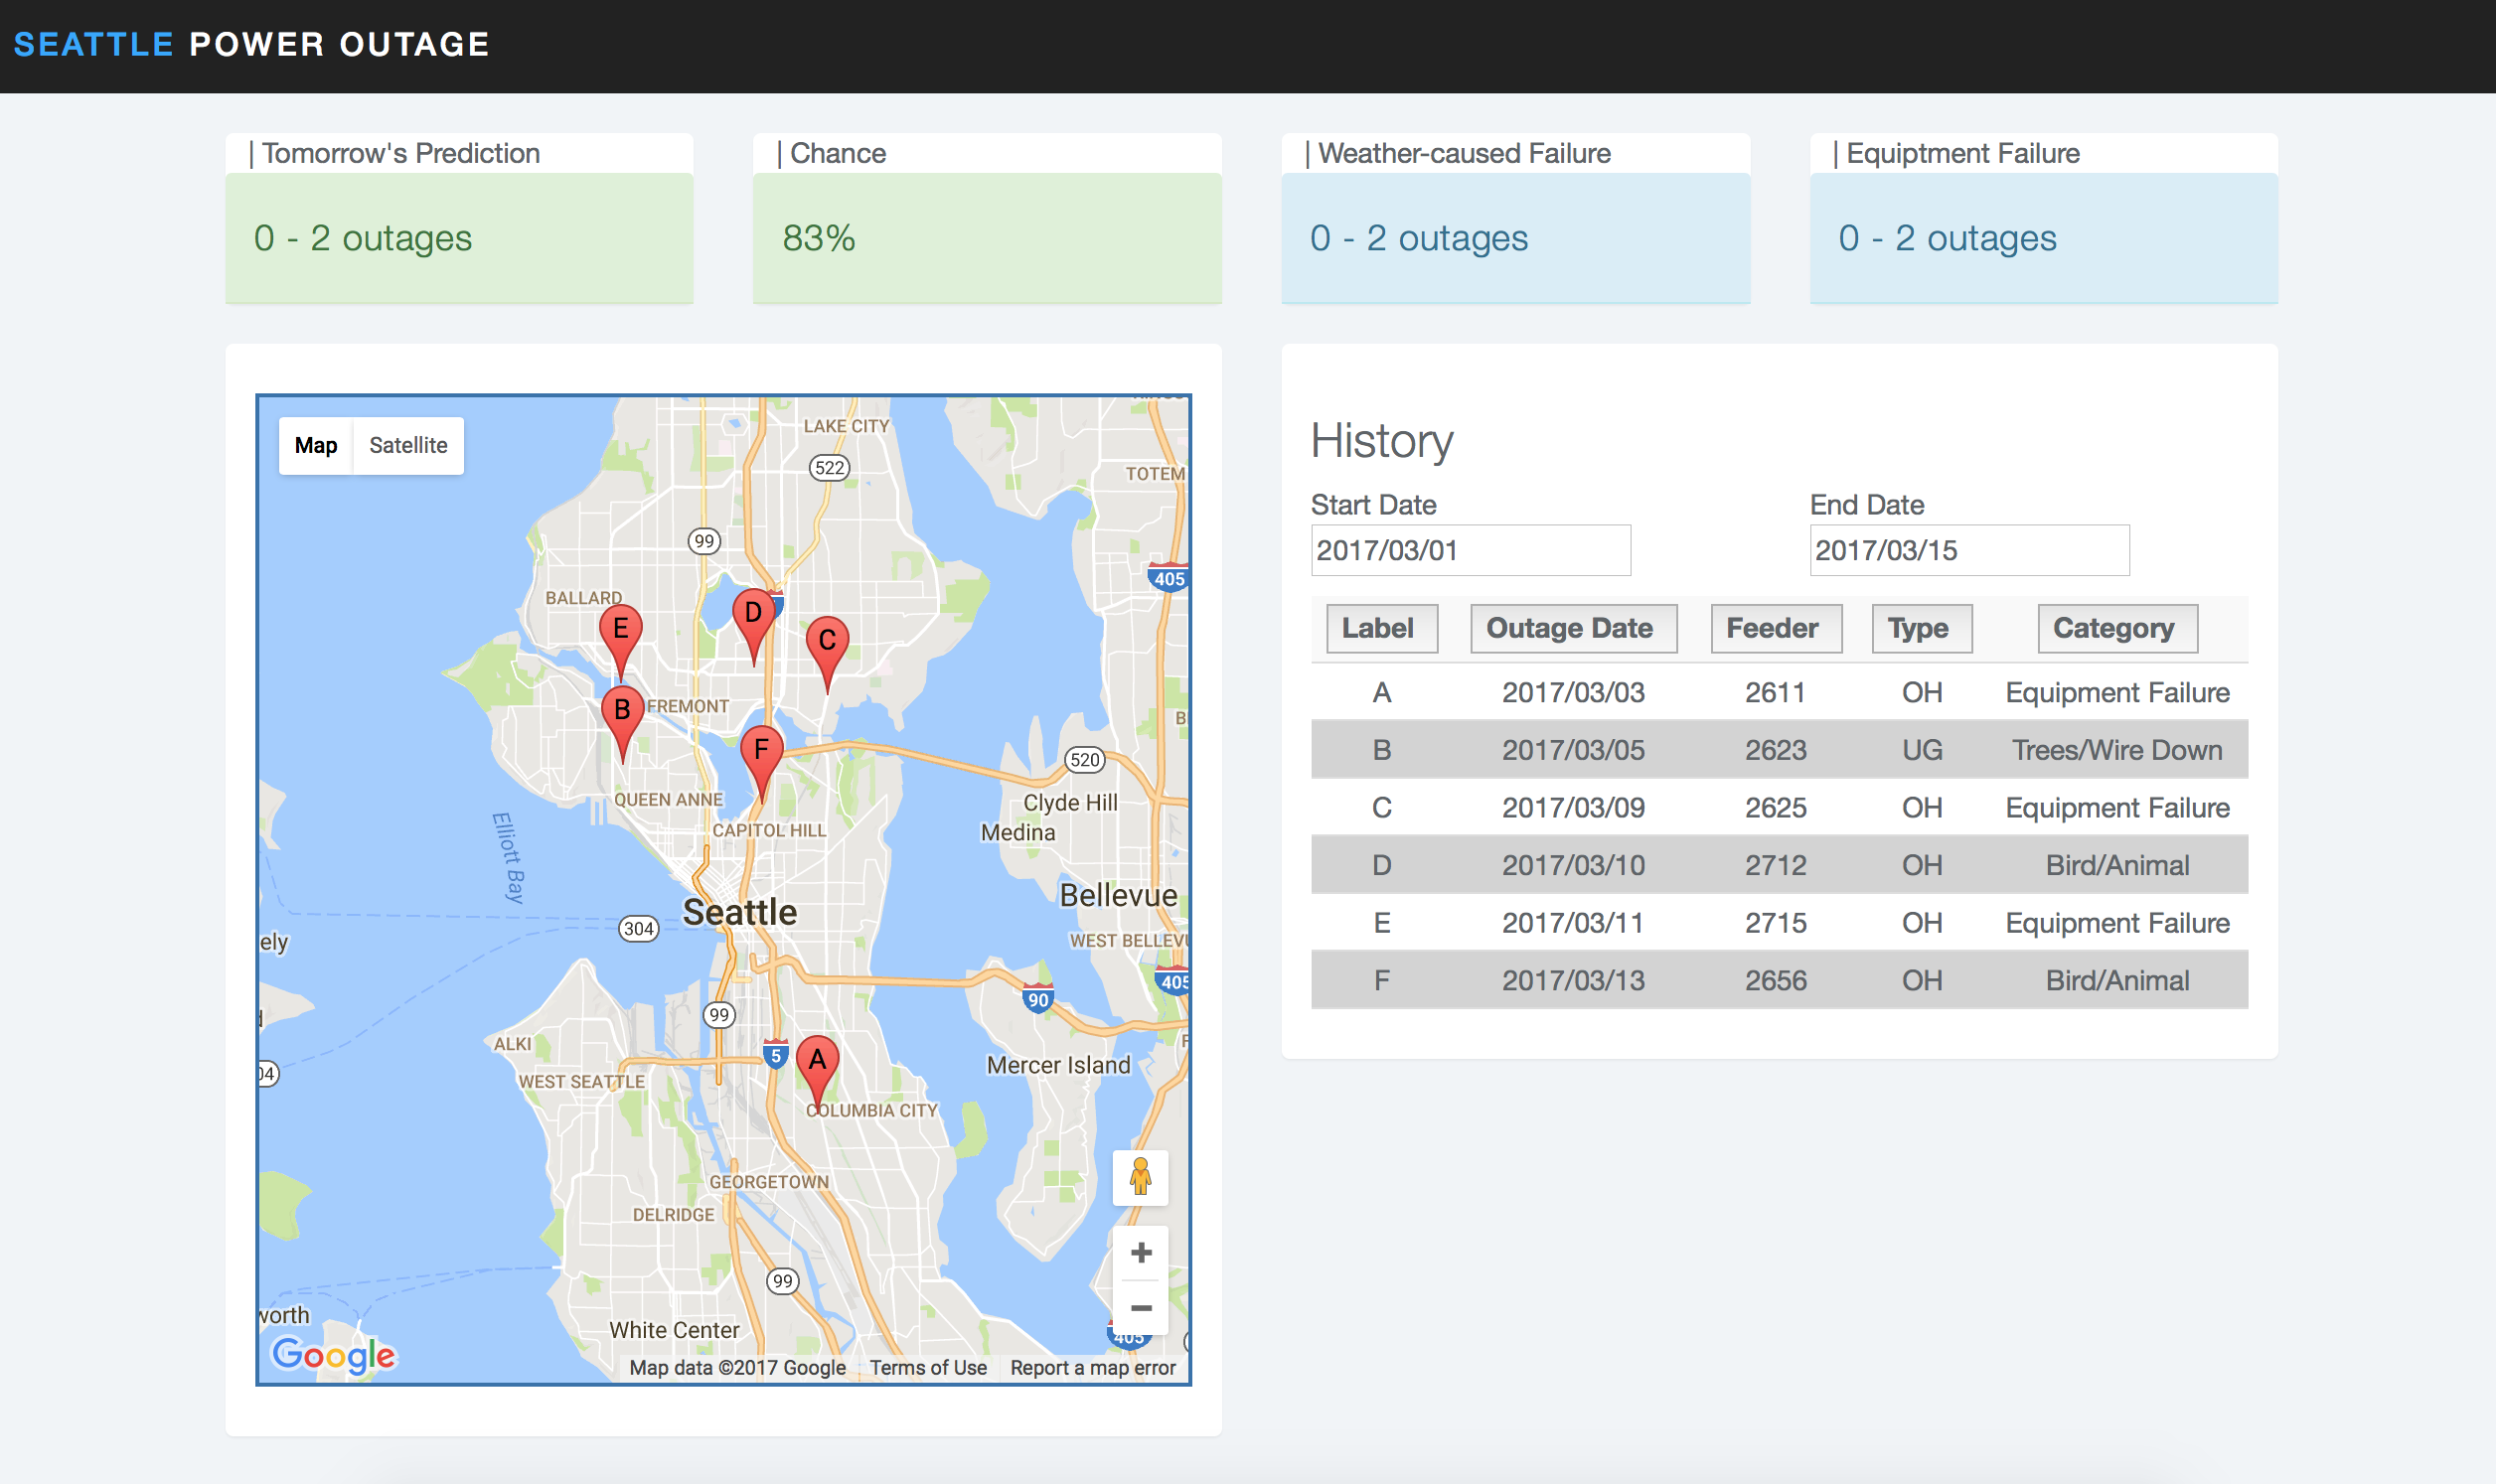 SEATTLE POWER OUTAGE
| Tomorrow's Prediction
0 - 2 outages
| Chance
83%
| Weather-caused Failure
0 - 2 outages
| Equiptment Failure
0 - 2 outages
Map Satellite
LAKE CITY
522
TOTEM
99
405
BALLARD
E
D
C
B
FREMONT
F
520
QUEEN ANNE
Clyde Hill
CAPITOL HILL
Medina
Elliott Bay
Bellevue
Seattle
304
WEST BELLEVU
ely
405
90
99
ALKI
5
A
Mercer Island
04
WEST SEATTLE
COLUMBIA CITY
GEORGETOWN
DELRIDGE
99
worth
White Center
405
Google
Map data ©2017 Google Terms of Use Report a map error
History
Start Date End Date
2017/03/01 2017/03/15
Label Outage Date Feeder Type Category
A 2017/03/03 2611 OH Equipment Failure
B 2017/03/05 2623 UG Trees/Wire Down
C 2017/03/09 2625 OH Equipment Failure
D 2017/03/10 2712 OH Bird/Animal
E 2017/03/11 2715 OH Equipment Failure
F 2017/03/13 2656 OH Bird/Animal